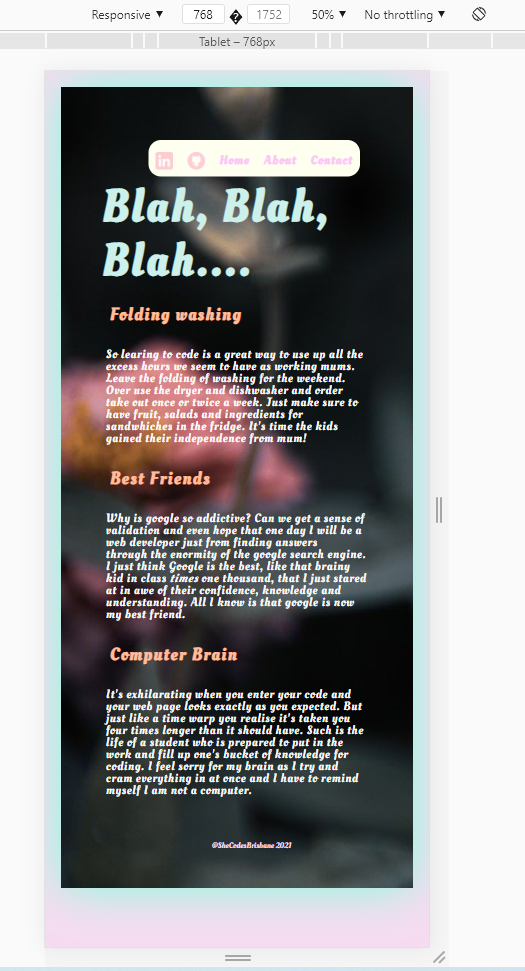 Responsive ▼ 768 1752 50% ▼ No throttling ▼
Tablet – 768px
in Home About Contact
Blah, Blah,
Blah....
Folding washing
So learing to code is a great way to use up all the
excess hours we seem to have as working mums.
Leave the folding of washing for the weekend.
Over use the dryer and dishwasher and order
take out once or twice a week. Just make sure to
have fruit, salads and ingredients for
sandwhiches in the fridge. It's time the kids
gained their independence from mum!
Best Friends
Why is google so addictive? Can we get a sense of
validation and even hope that one day I will be a
web developer just from finding answers
through the enormity of the google search engine.
I just think Google is the best, like that brainy
kid in class times one thousand, that I just stared
at in awe of their confidence, knowledge and
understanding. All I know is that google is now
my best friend.
Computer Brain
It's exhilarating when you enter your code and
your web page looks exactly as you expected. But
just like a time warp you realise it's taken you
four times longer than it should have. Such is the
life of a student who is prepared to put in the
work and fill up one's bucket of knowledge for
coding. I feel sorry for my brain as I try and
cram everything in at once and I have to remind
myself I am not a computer.
@SheCodesBrisbane 2021